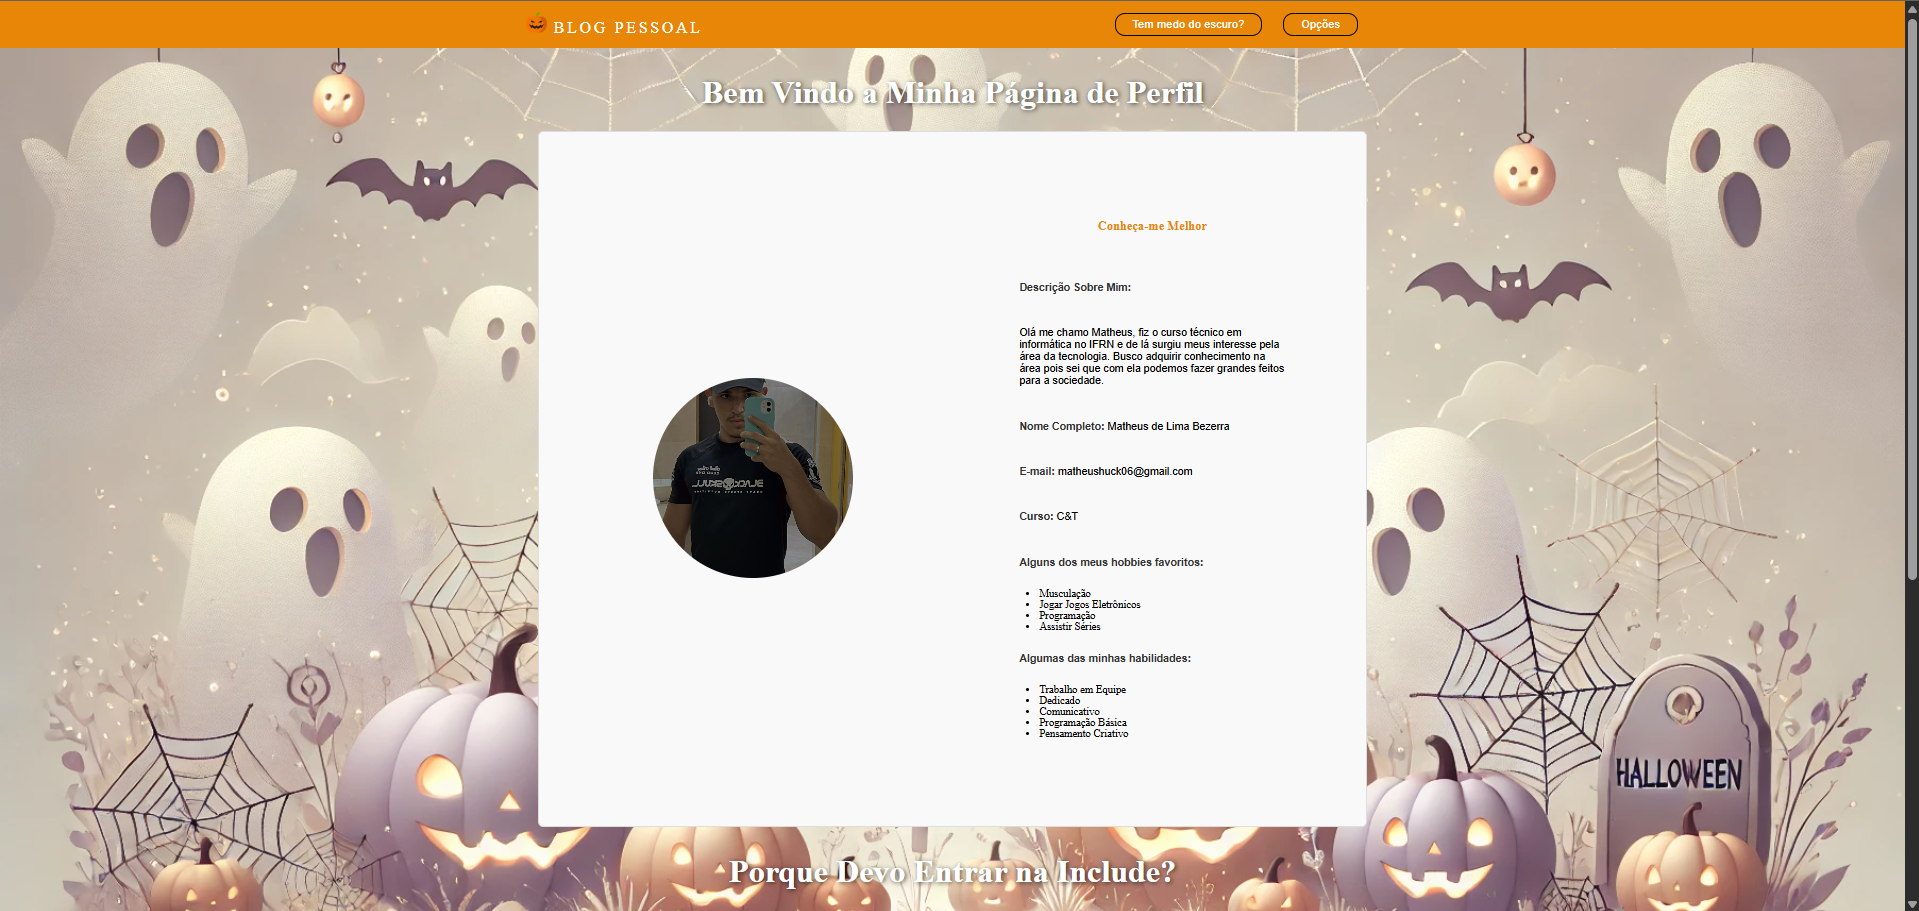 BLOG PESSOAL
Tem medo do escuro?
Opções
Bem Vindo a Minha Página de Perfil
Conheça-me Melhor
Descrição Sobre Mim:
Olá me chamo Matheus, fiz o curso técnico em
informática no IFRN e de lá surgiu meus interesse pela
área da tecnologia. Busco adquirir conhecimento na
área pois sei que com ela podemos fazer grandes feitos
para a sociedade.
Nome Completo: Matheus de Lima Bezerra
E-mail: matheushuck06@gmail.com
Curso: C&T
Alguns dos meus hobbies favoritos:
• Musculação
• Jogar Jogos Eletrônicos
• Programação
• Assistir Séries
Algumas das minhas habilidades:
• Trabalho em Equipe
• Dedicado
• Comunicativo
• Programação Básica
• Pensamento Criativo
HALLOWEEN
Porque Devo Entrar na Include?